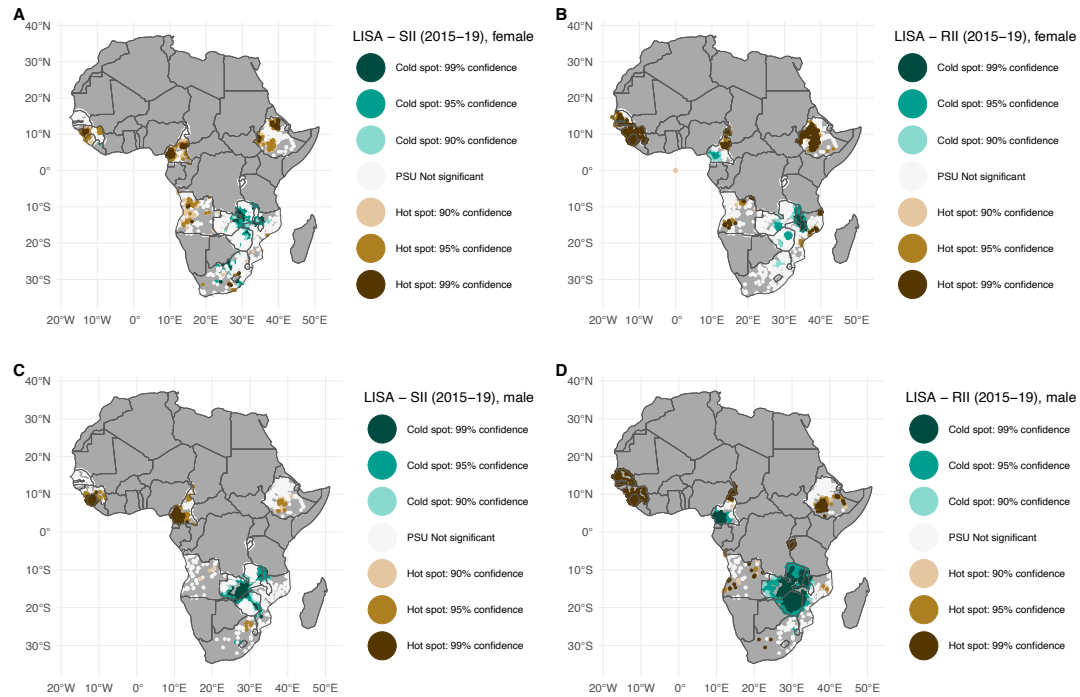 A
LISA – SII (2015–19), female
Cold spot: 99% confidence
Cold spot: 95% confidence
Cold spot: 90% confidence
PSU Not significant
Hot spot: 90% confidence
Hot spot: 95% confidence
Hot spot: 99% confidence
40°N
30°N
20°N
10°N
0°
10°S
20°S
30°S
20°W 10°W 0° 10°E 20°E 30°E 40°E 50°E
B
LISA – RII (2015–19), female
Cold spot: 99% confidence
Cold spot: 95% confidence
Cold spot: 90% confidence
PSU Not significant
Hot spot: 90% confidence
Hot spot: 95% confidence
Hot spot: 99% confidence
40°N
30°N
20°N
10°N
0°
10°S
20°S
30°S
20°W 10°W 0° 10°E 20°E 30°E 40°E 50°E
C
LISA – SII (2015–19), male
Cold spot: 99% confidence
Cold spot: 95% confidence
Cold spot: 90% confidence
PSU Not significant
Hot spot: 90% confidence
Hot spot: 95% confidence
Hot spot: 99% confidence
40°N
30°N
20°N
10°N
0°
10°S
20°S
30°S
20°W 10°W 0° 10°E 20°E 30°E 40°E 50°E
D
LISA – RII (2015–19), male
Cold spot: 99% confidence
Cold spot: 95% confidence
Cold spot: 90% confidence
PSU Not significant
Hot spot: 90% confidence
Hot spot: 95% confidence
Hot spot: 99% confidence
40°N
30°N
20°N
10°N
0°
10°S
20°S
30°S
20°W 10°W 0° 10°E 20°E 30°E 40°E 50°E